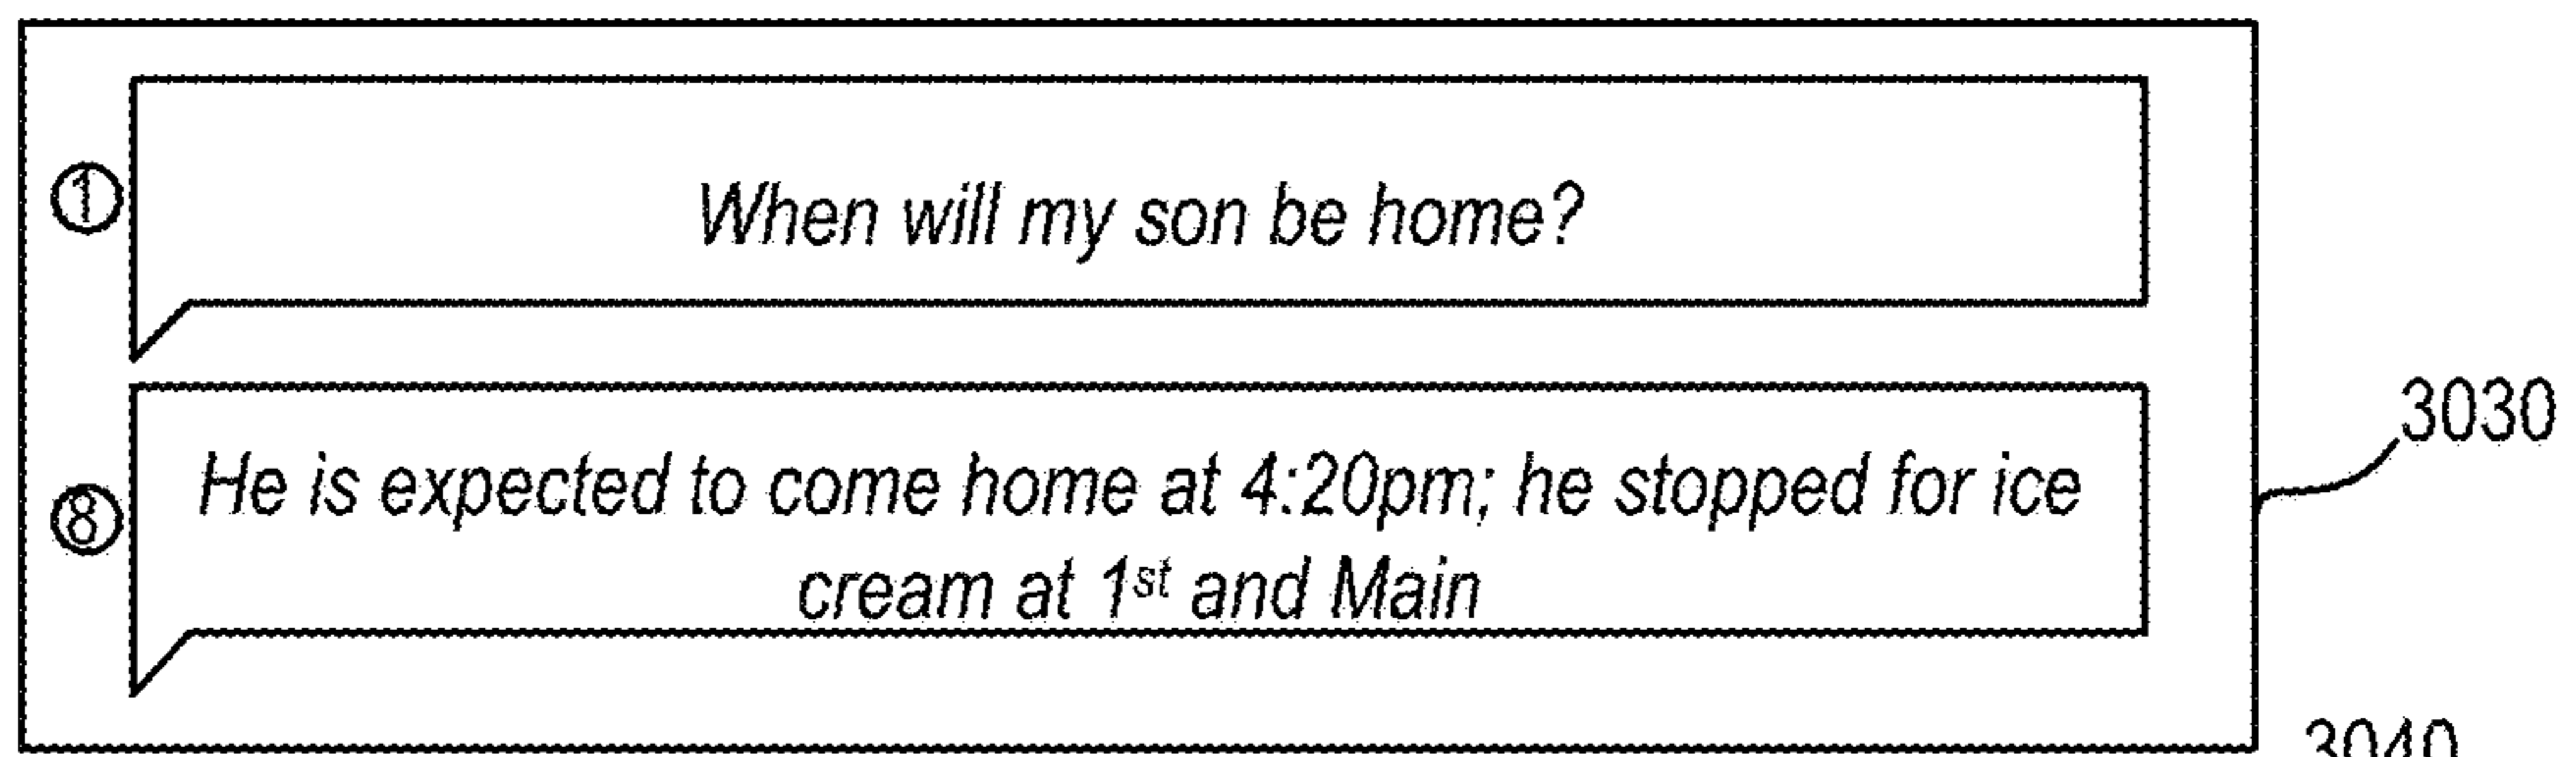 ① When will my son be home?
3030
⑧ He is expected to come home at 4:20pm; he stopped for ice
cream at 1st and Main
3040